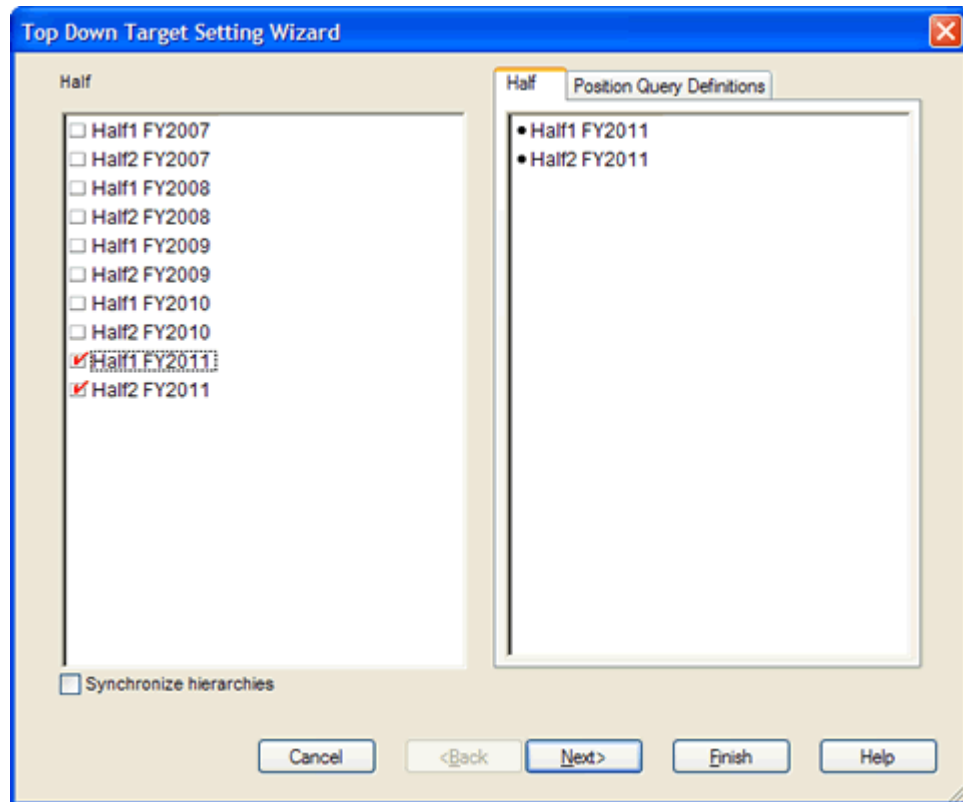 Top Down Target Setting Wizard
Half
Half1 FY2007
Half2 FY2007
Half1 FY2008
Half2 FY2008
Half1 FY2009
Half2 FY2009
Half1 FY2010
Half2 FY2010
Half1 FY2011
Half2 FY2011
Synchronize hierarchies
Half Position Query Definitions
Half1 FY2011
Half2 FY2011
Cancel <Back Next> Finish Help